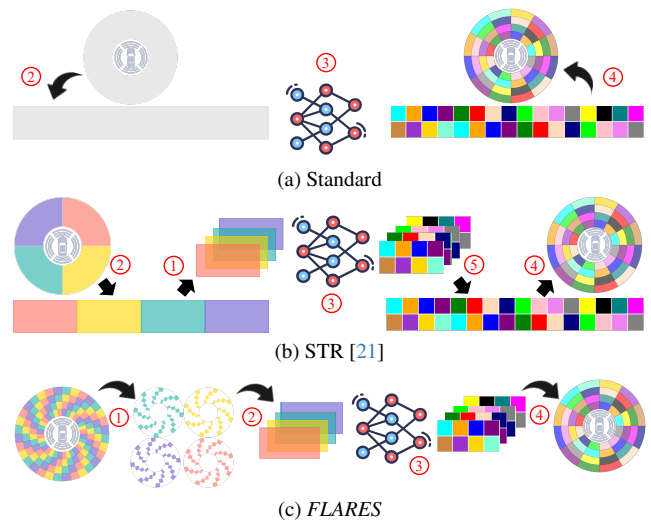 ② ③ ④
(a) Standard
② ① ③ ⑤ ④
(b) STR [21]
① ② ③ ④
(c) FLARES